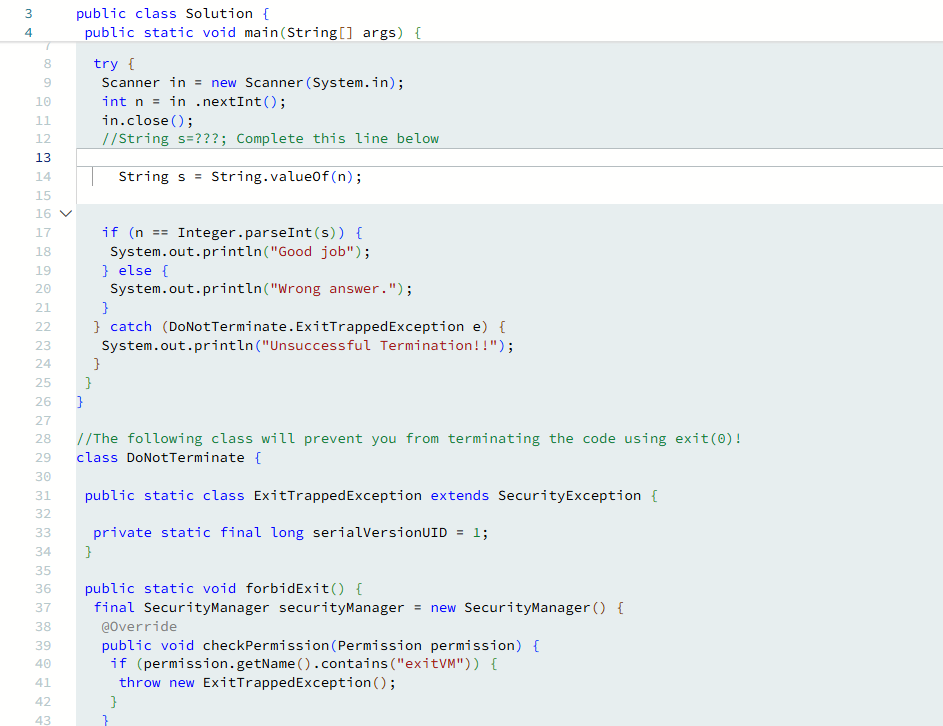 3 public class Solution {
4 public static void main(String[] args) {
7
8 try {
9 Scanner in = new Scanner(System.in);
10 int n = in .nextInt();
11 in.close();
12 //String s=???; Complete this line below
13
14 String s = String.valueOf(n);
15
16
17 if (n == Integer.parseInt(s)) {
18 System.out.println("Good job");
19 } else {
20 System.out.println("Wrong answer.");
21 }
22 } catch (DoNotTerminate.ExitTrappedException e) {
23 System.out.println("Unsuccessful Termination!!");
24 }
25 }
26 }
27
28 //The following class will prevent you from terminating the code using exit(0)!
29 class DoNotTerminate {
30
31 public static class ExitTrappedException extends SecurityException {
32
33 private static final long serialVersionUID = 1;
34 }
35
36 public static void forbidExit() {
37 final SecurityManager securityManager = new SecurityManager() {
38 @Override
39 public void checkPermission(Permission permission) {
40 if (permission.getName().contains("exitVM")) {
41 throw new ExitTrappedException();
42 }
43 }